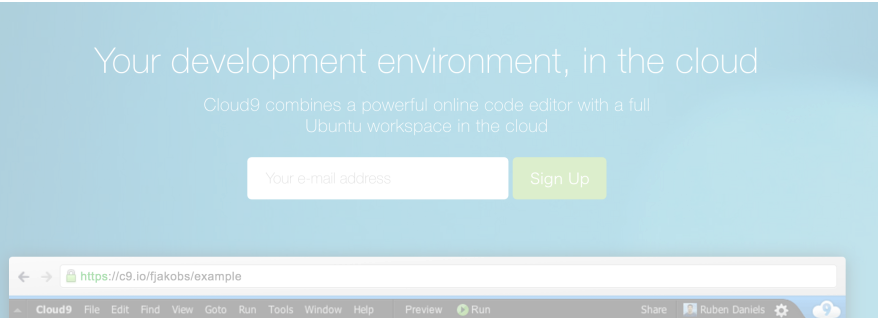 Your development environment, in the cloud
Cloud9 combines a powerful online code editor with a full
Ubuntu workspace in the cloud
Your e-mail address Sign Up
https://c9.io/fjakobs/example
Cloud9 File Edit Find View Goto Run Tools Window Help Preview Run Share Ruben Daniels 9